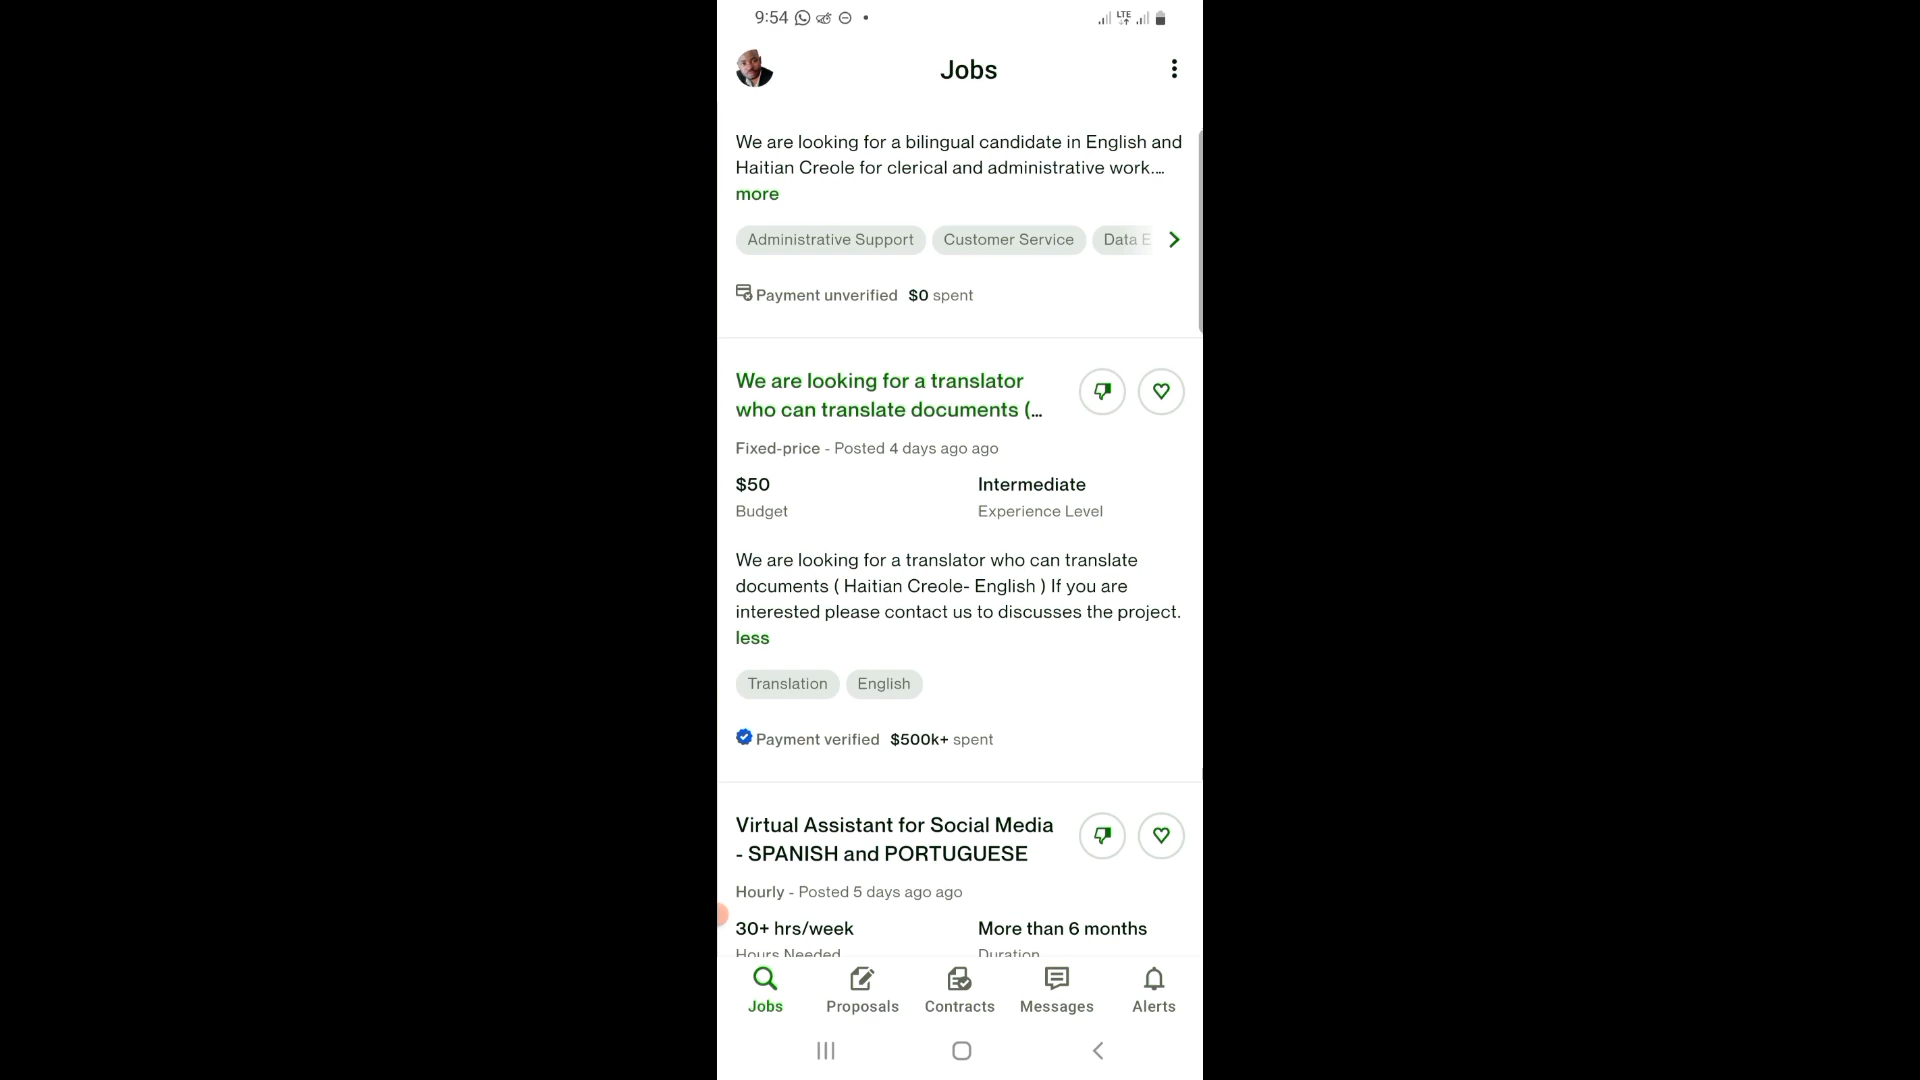 9:54
LTE
Jobs
We are looking for a bilingual candidate in English and
Haitian Creole for clerical and administrative work....
more
Administrative Support Customer Service Data E
Payment unverified $0 spent
We are looking for a translator
who can translate documents (...
Fixed-price - Posted 4 days ago ago
$50 Intermediate
Budget Experience Level
We are looking for a translator who can translate
documents ( Haitian Creole- English ) If you are
interested please contact us to discusses the project.
less
Translation English
Payment verified $500k+ spent
Virtual Assistant for Social Media
- SPANISH and PORTUGUESE
Hourly - Posted 5 days ago ago
30+ hrs/week More than 6 months
Hours Needed Duration
Jobs Proposals Contracts Messages Alerts